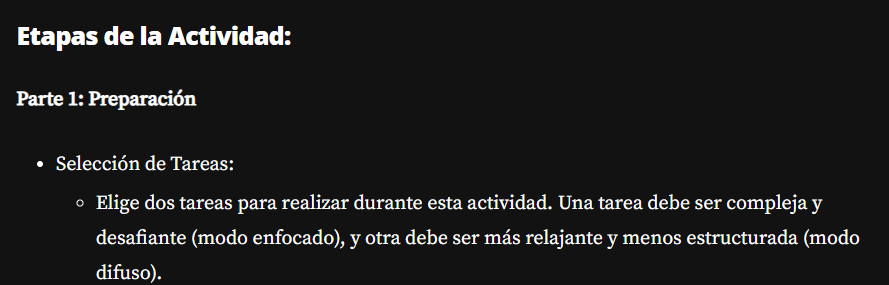 Etapas de la Actividad:
Parte 1: Preparación
• Selección de Tareas:
◦ Elige dos tareas para realizar durante esta actividad. Una tarea debe ser compleja y
desafiante (modo enfocado), y otra debe ser más relajante y menos estructurada (modo
difuso).